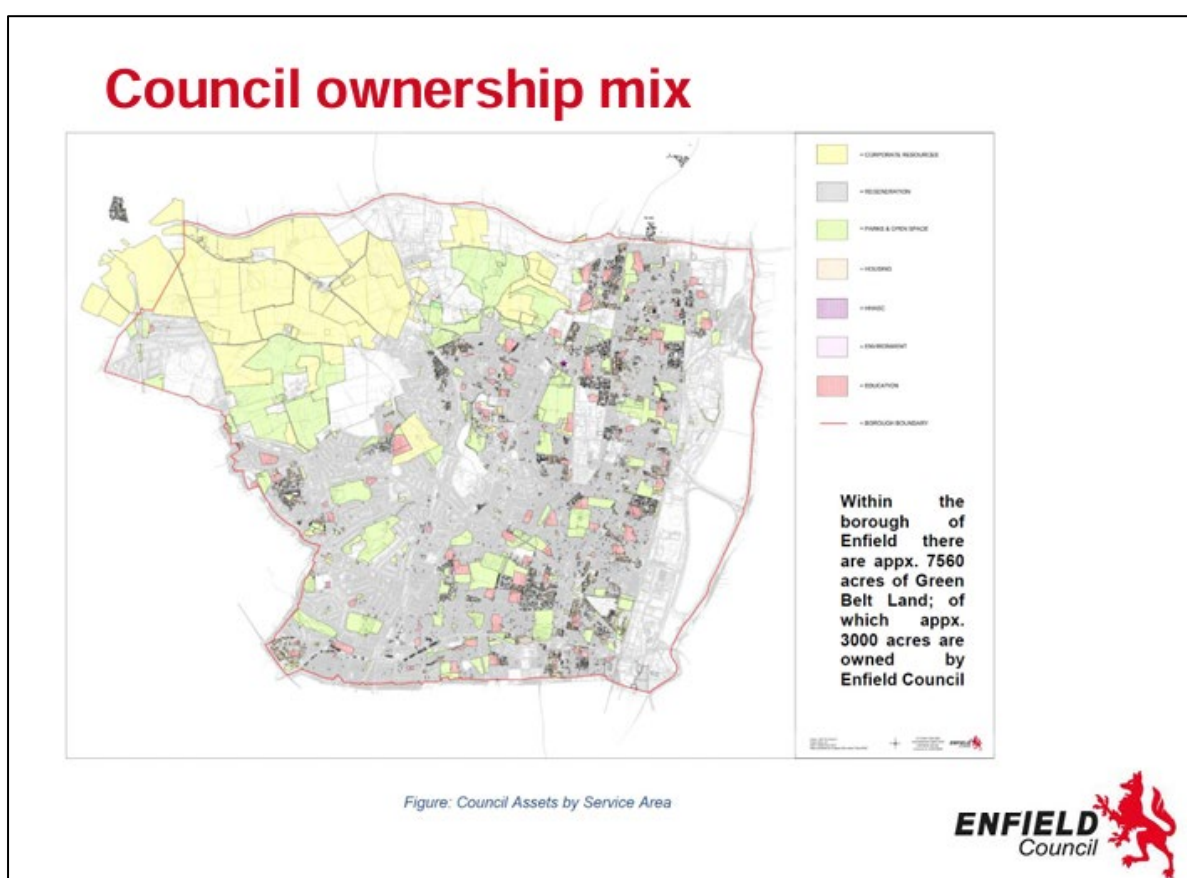 Council ownership mix
= CORPORATE RESOURCES
= REGENERATION
= PARKS & OPEN SPACE
= HOUSING
= HHASC
= ENVIRONMENT
= EDUCATION
= BOROUGH BOUNDARY
Within the
borough of
Enfield there
are appx. 7560
acres of Green
Belt Land; of
which appx.
3000 acres are
owned by
Enfield Council
ENFIELD
Figure: Council Assets by Service Area
ENFIELD
Council